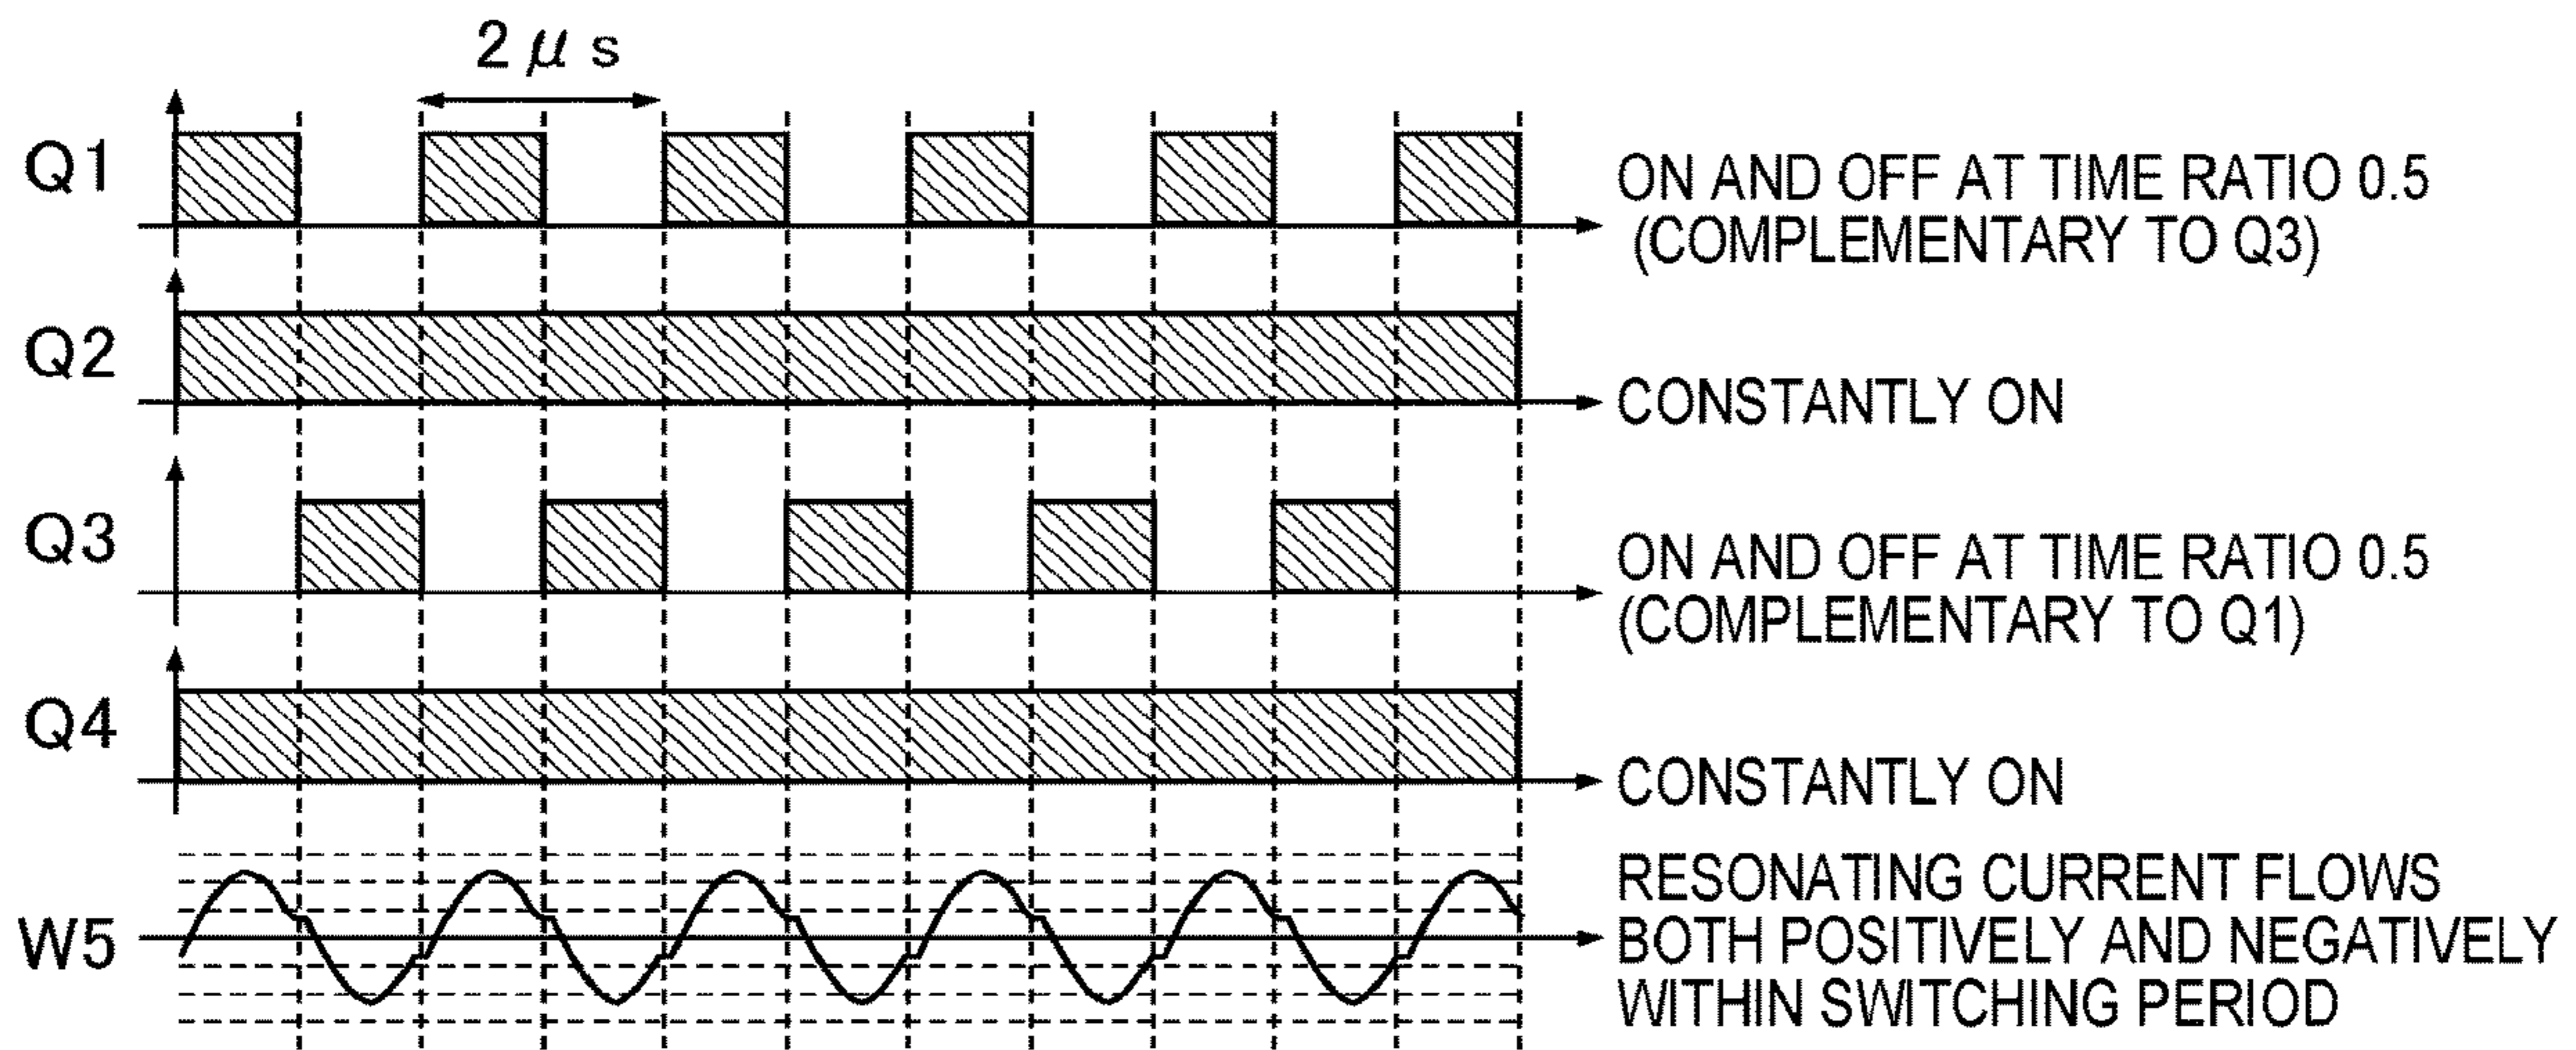 2 μ s
Q1
ON AND OFF AT TIME RATIO 0.5
(COMPLEMENTARY TO Q3)
Q2
CONSTANTLY ON
Q3
ON AND OFF AT TIME RATIO 0.5
(COMPLEMENTARY TO Q1)
Q4
CONSTANTLY ON
W5
RESONATING CURRENT FLOWS
BOTH POSITIVELY AND NEGATIVELY
WITHIN SWITCHING PERIOD